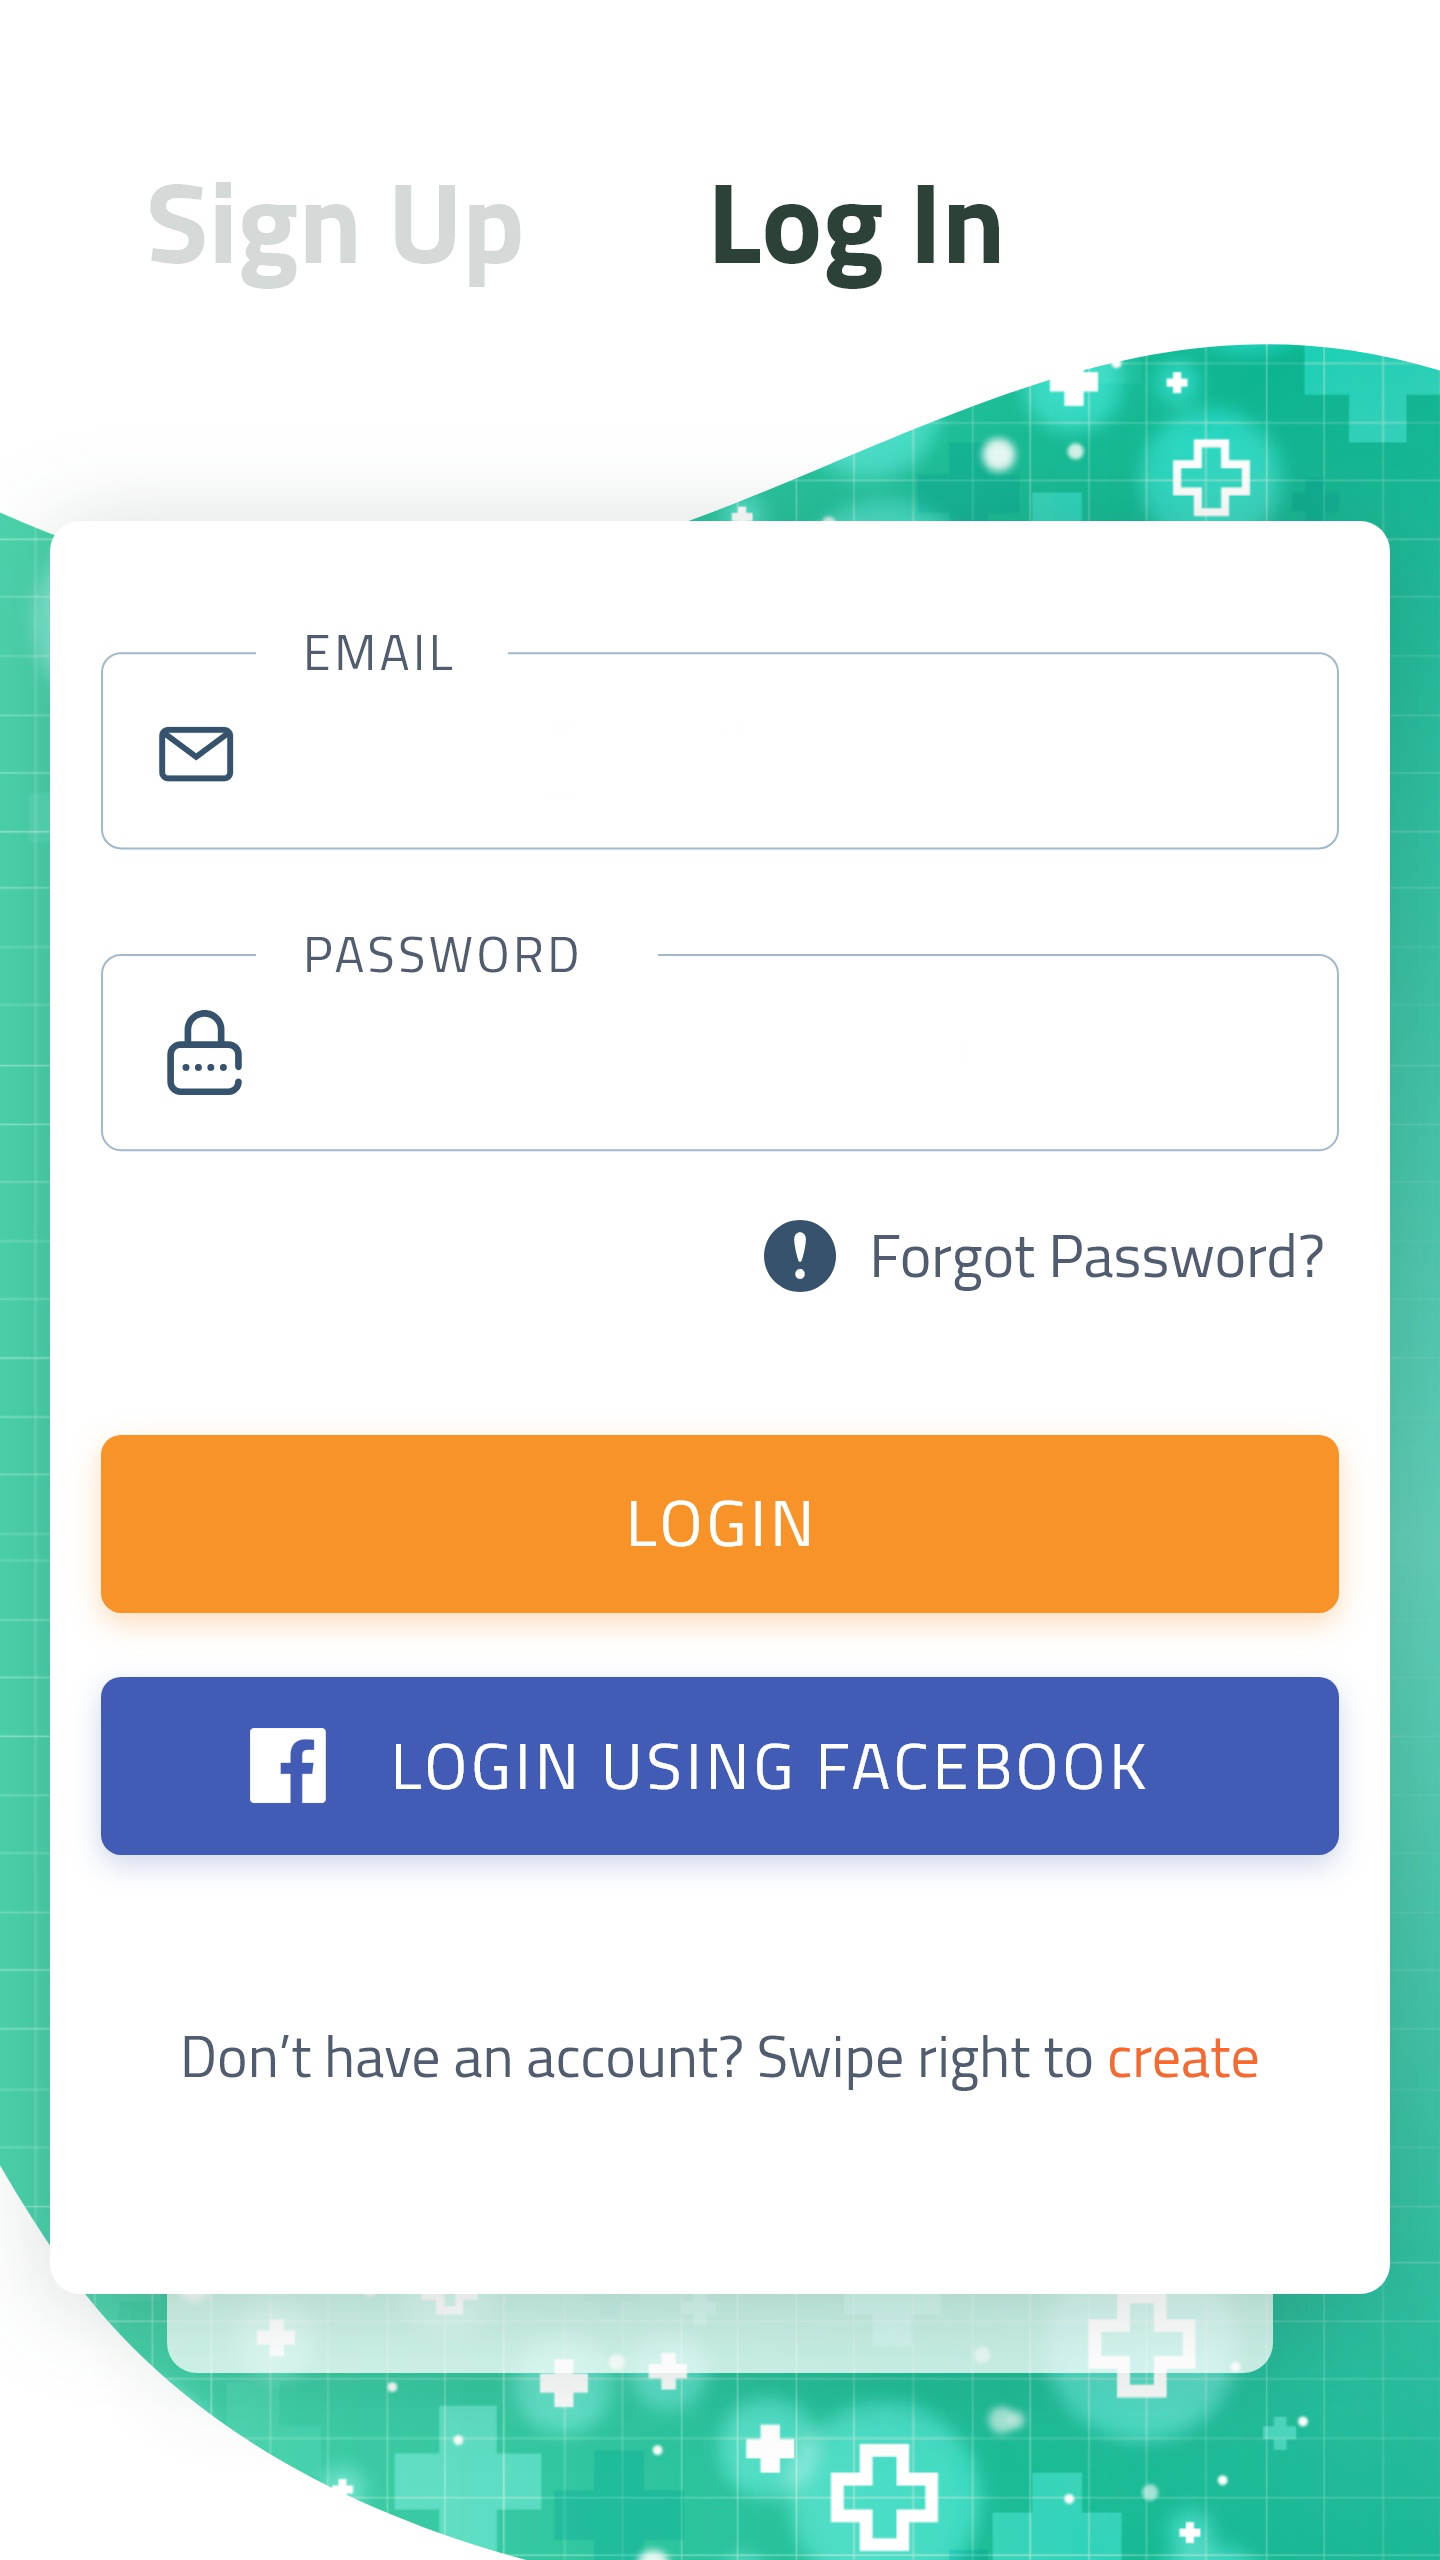 Sign Up
Log In
EMAIL
PASSWORD
Forgot Password?
LOGIN
LOGIN USING FACEBOOK
Don’t have an account? Swipe right to create